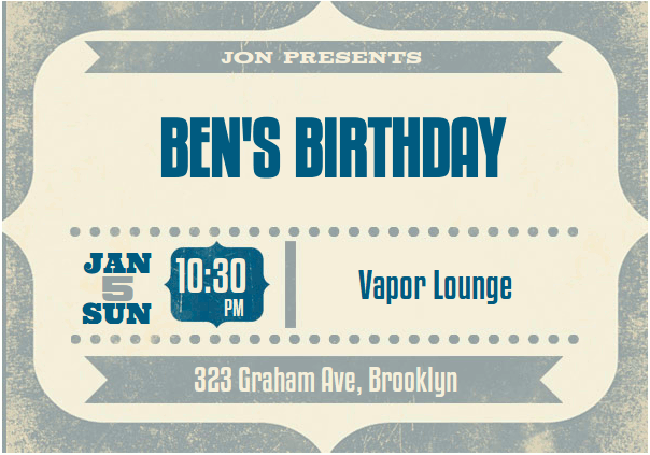 JON PRESENTS
BEN'S BIRTHDAY
JAN
5
SUN
10:30
PM
Vapor Lounge
323 Graham Ave, Brooklyn